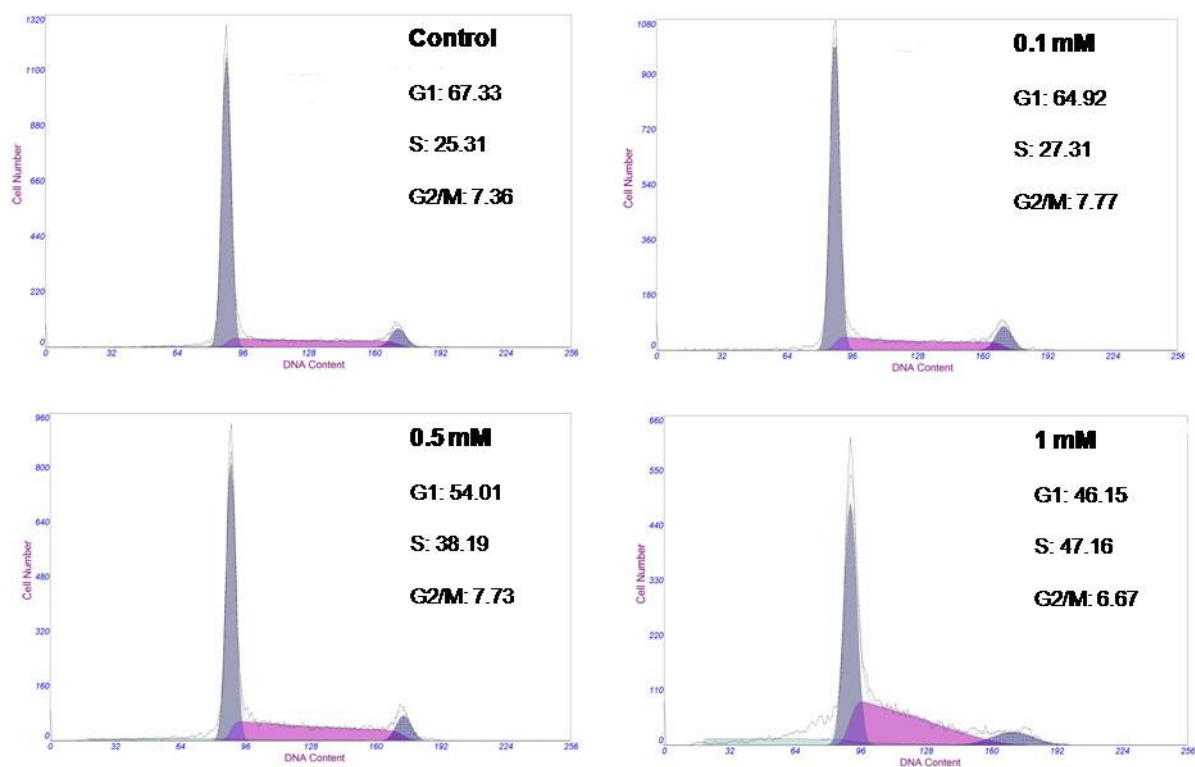 Control
G1: 67.33
S: 25.31
G2/M: 7.36
1320
1100
880
660
440
220
0
Cell Number
0 32 64 96 128 160 192 224 256
DNA Content
0.1 mM
G1: 64.92
S: 27.31
G2/M: 7.77
1080
900
720
540
360
180
0
Cell Number
0 32 64 96 128 160 192 224 256
DNA Content
0.5 mM
G1: 54.01
S: 38.19
G2/M: 7.73
960
800
640
480
320
160
0
Cell Number
0 32 64 96 128 160 192 224 256
DNA Content
1 mM
G1: 46.15
S: 47.16
G2/M: 6.67
660
550
440
330
220
110
0
Cell Number
0 32 64 96 128 160 192 224 256
DNA Content